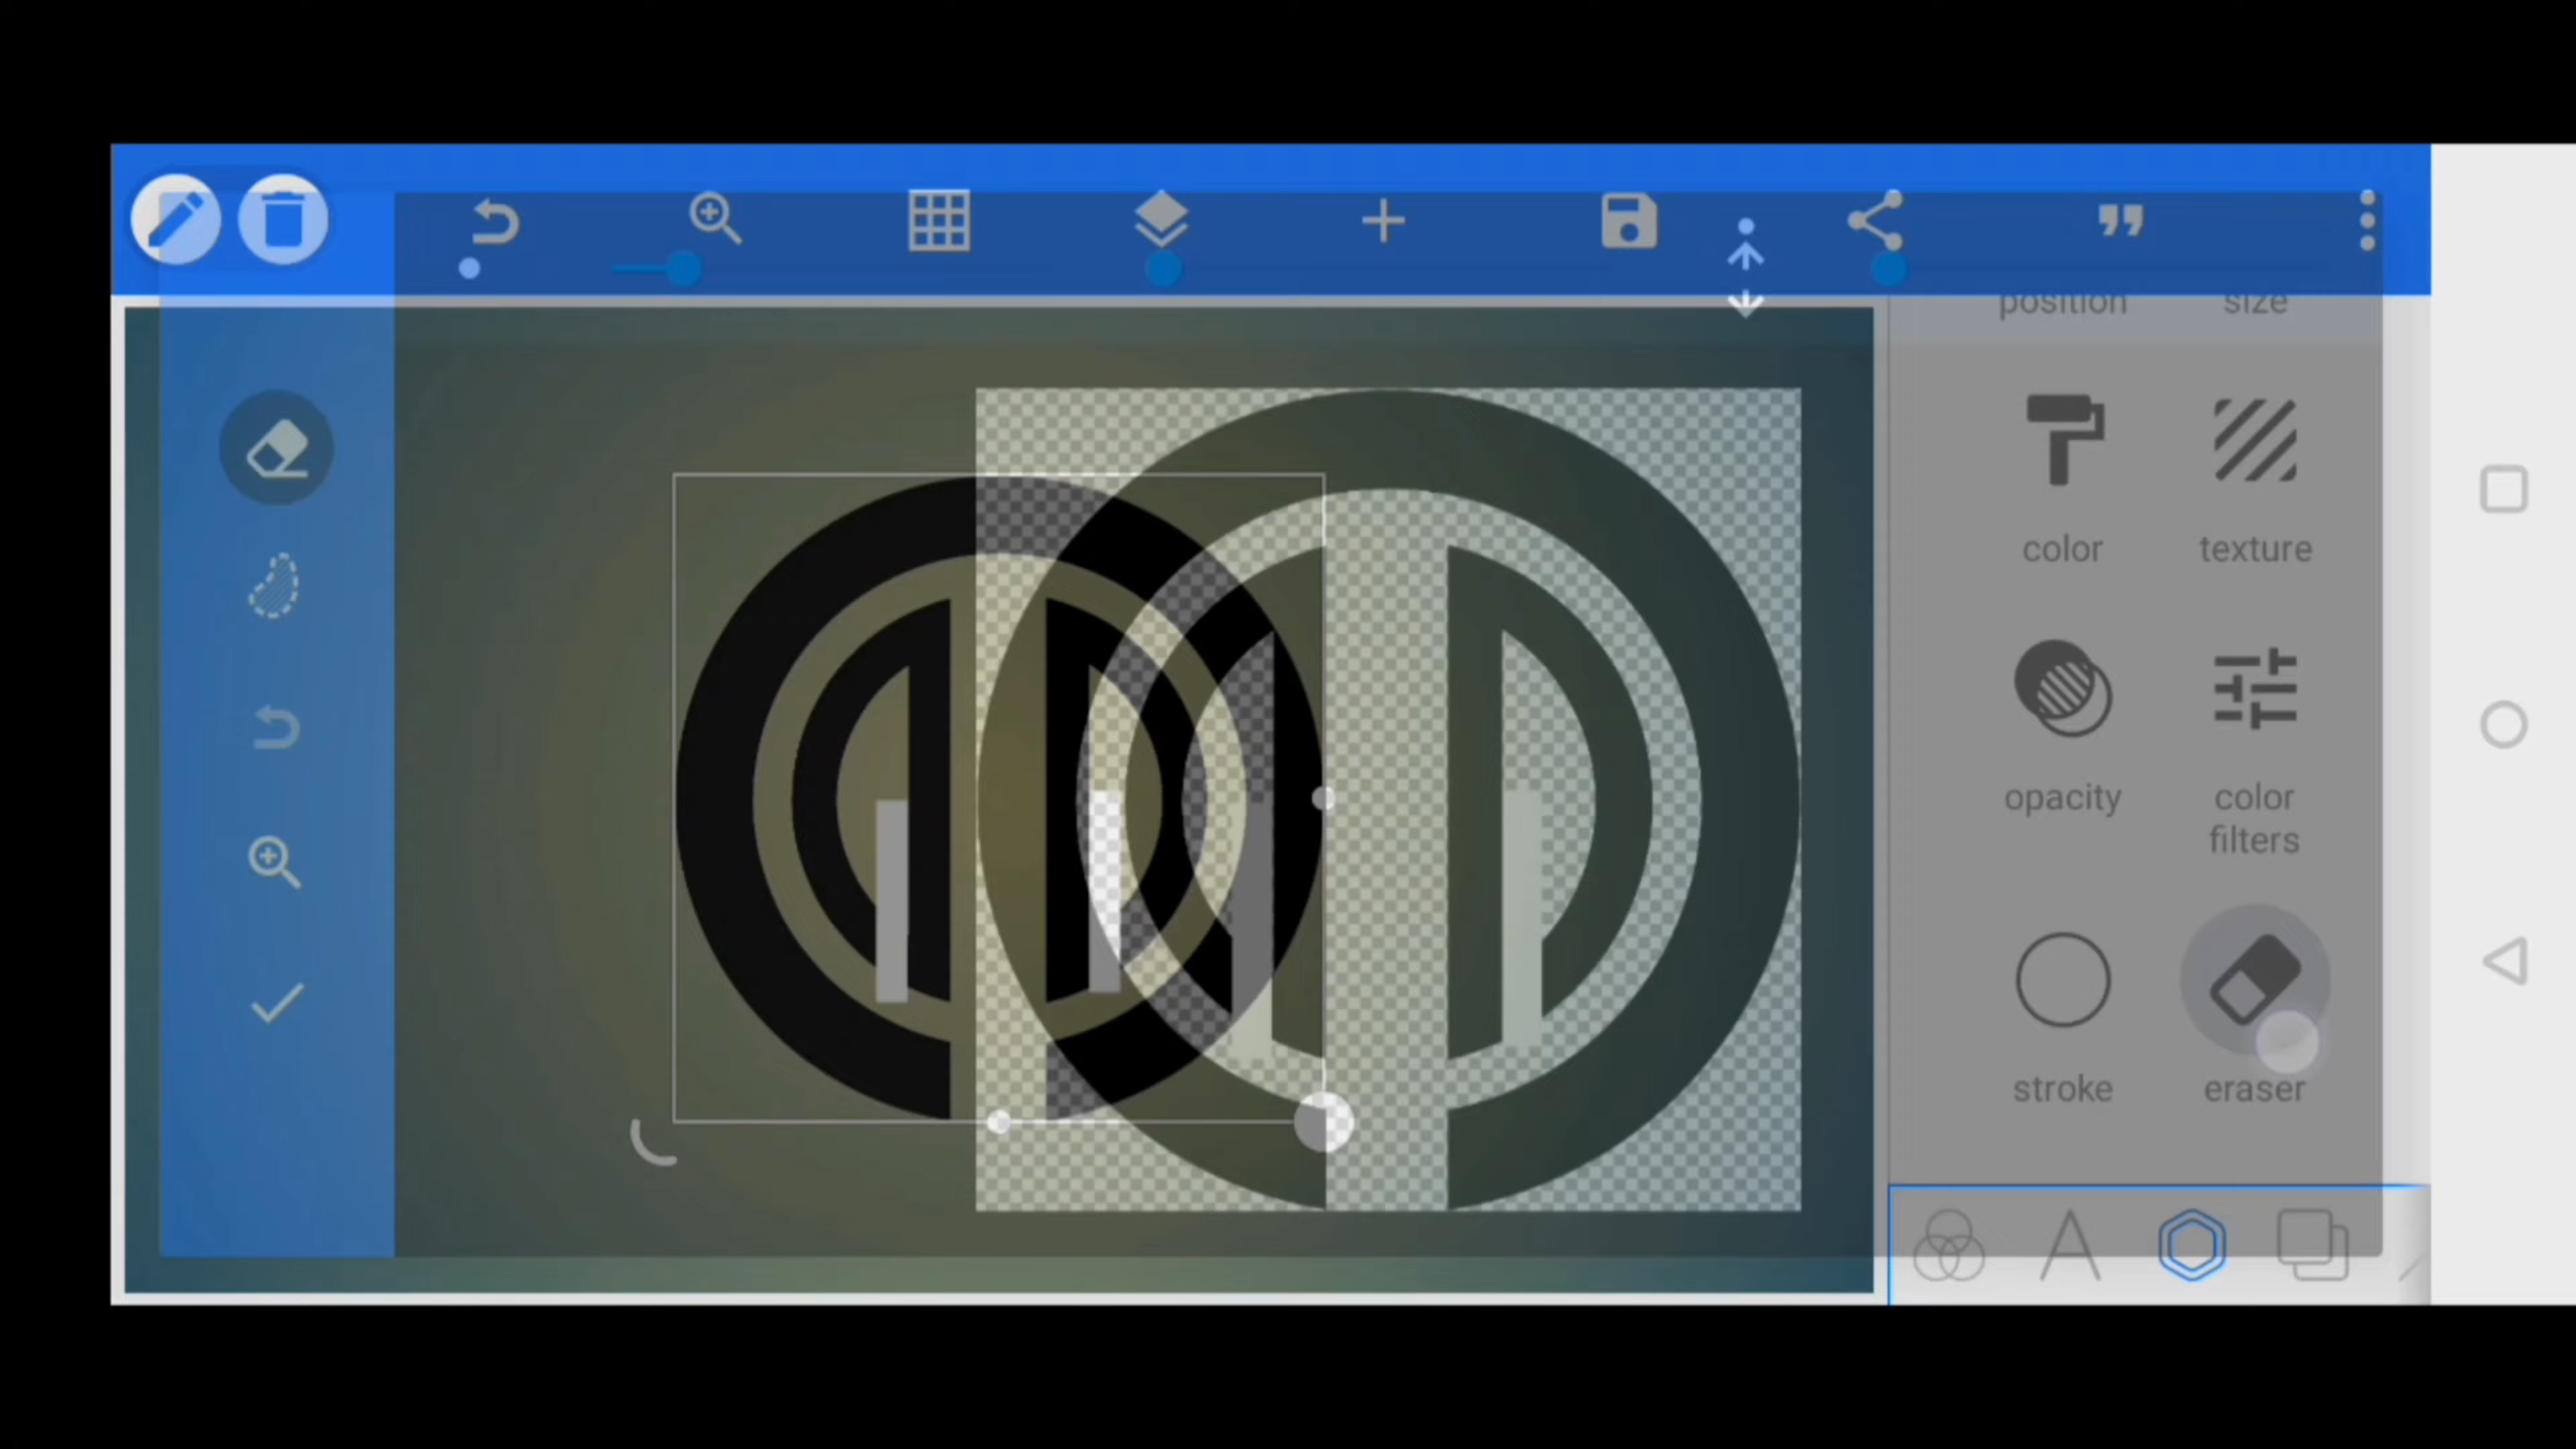 position size
color texture
opacity color
filters
stroke eraser